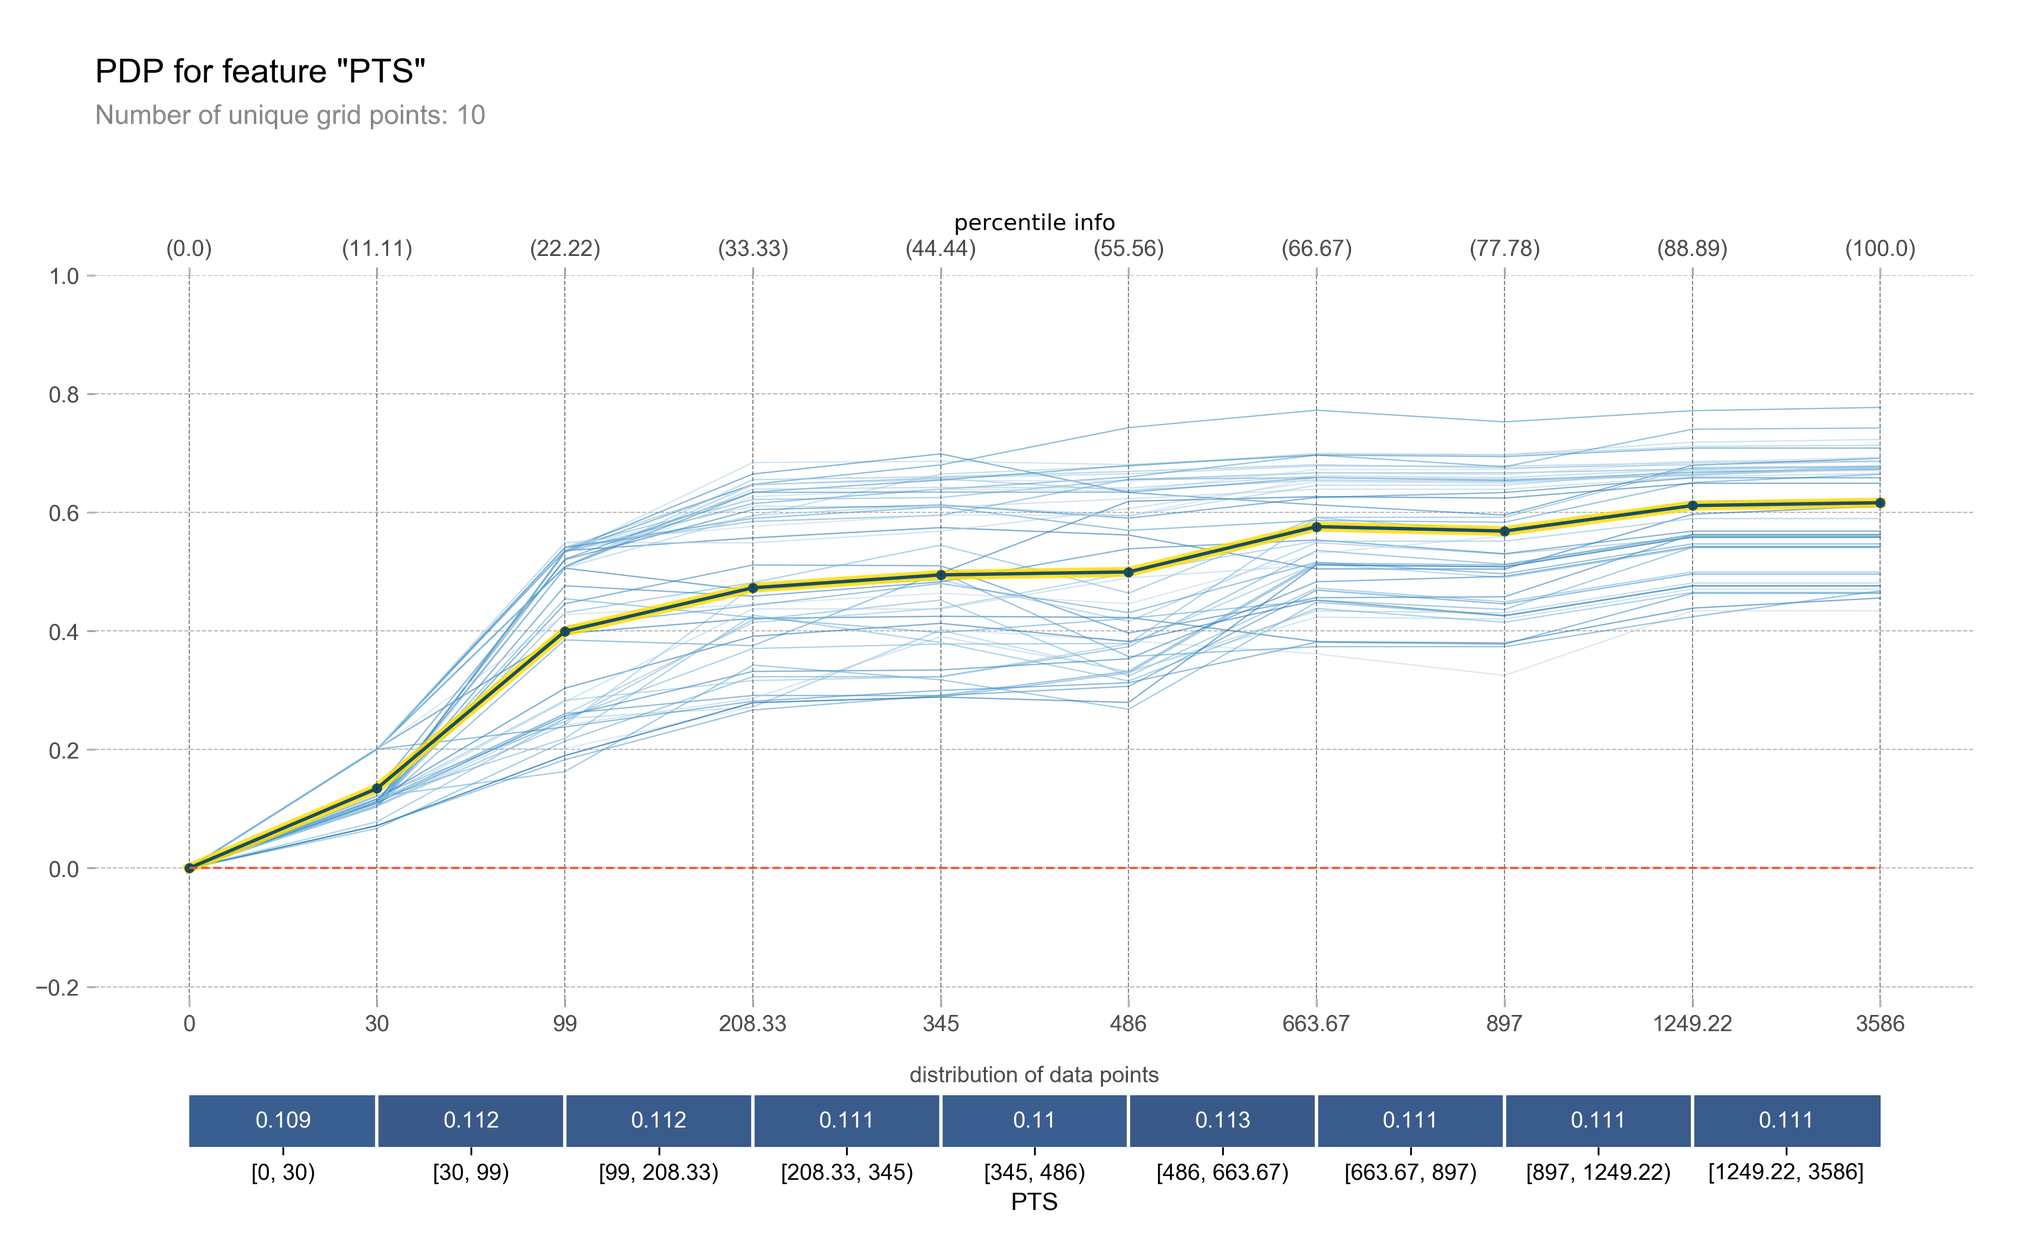 PDP for feature "PTS"
Number of unique grid points: 10
percentile info
(0.0) (11.11) (22.22) (33.33) (44.44) (55.56) (66.67) (77.78) (88.89) (100.0)
1.0
0.8
0.6
0.4
0.2
0.0
−0.2
0 30 99 208.33 345 486 663.67 897 1249.22 3586
distribution of data points
0.109 0.112 0.112 0.111 0.11 0.113 0.111 0.111 0.111
[0, 30) [30, 99) [99, 208.33) [208.33, 345) [345, 486) [486, 663.67) [663.67, 897) [897, 1249.22) [1249.22, 3586]
PTS